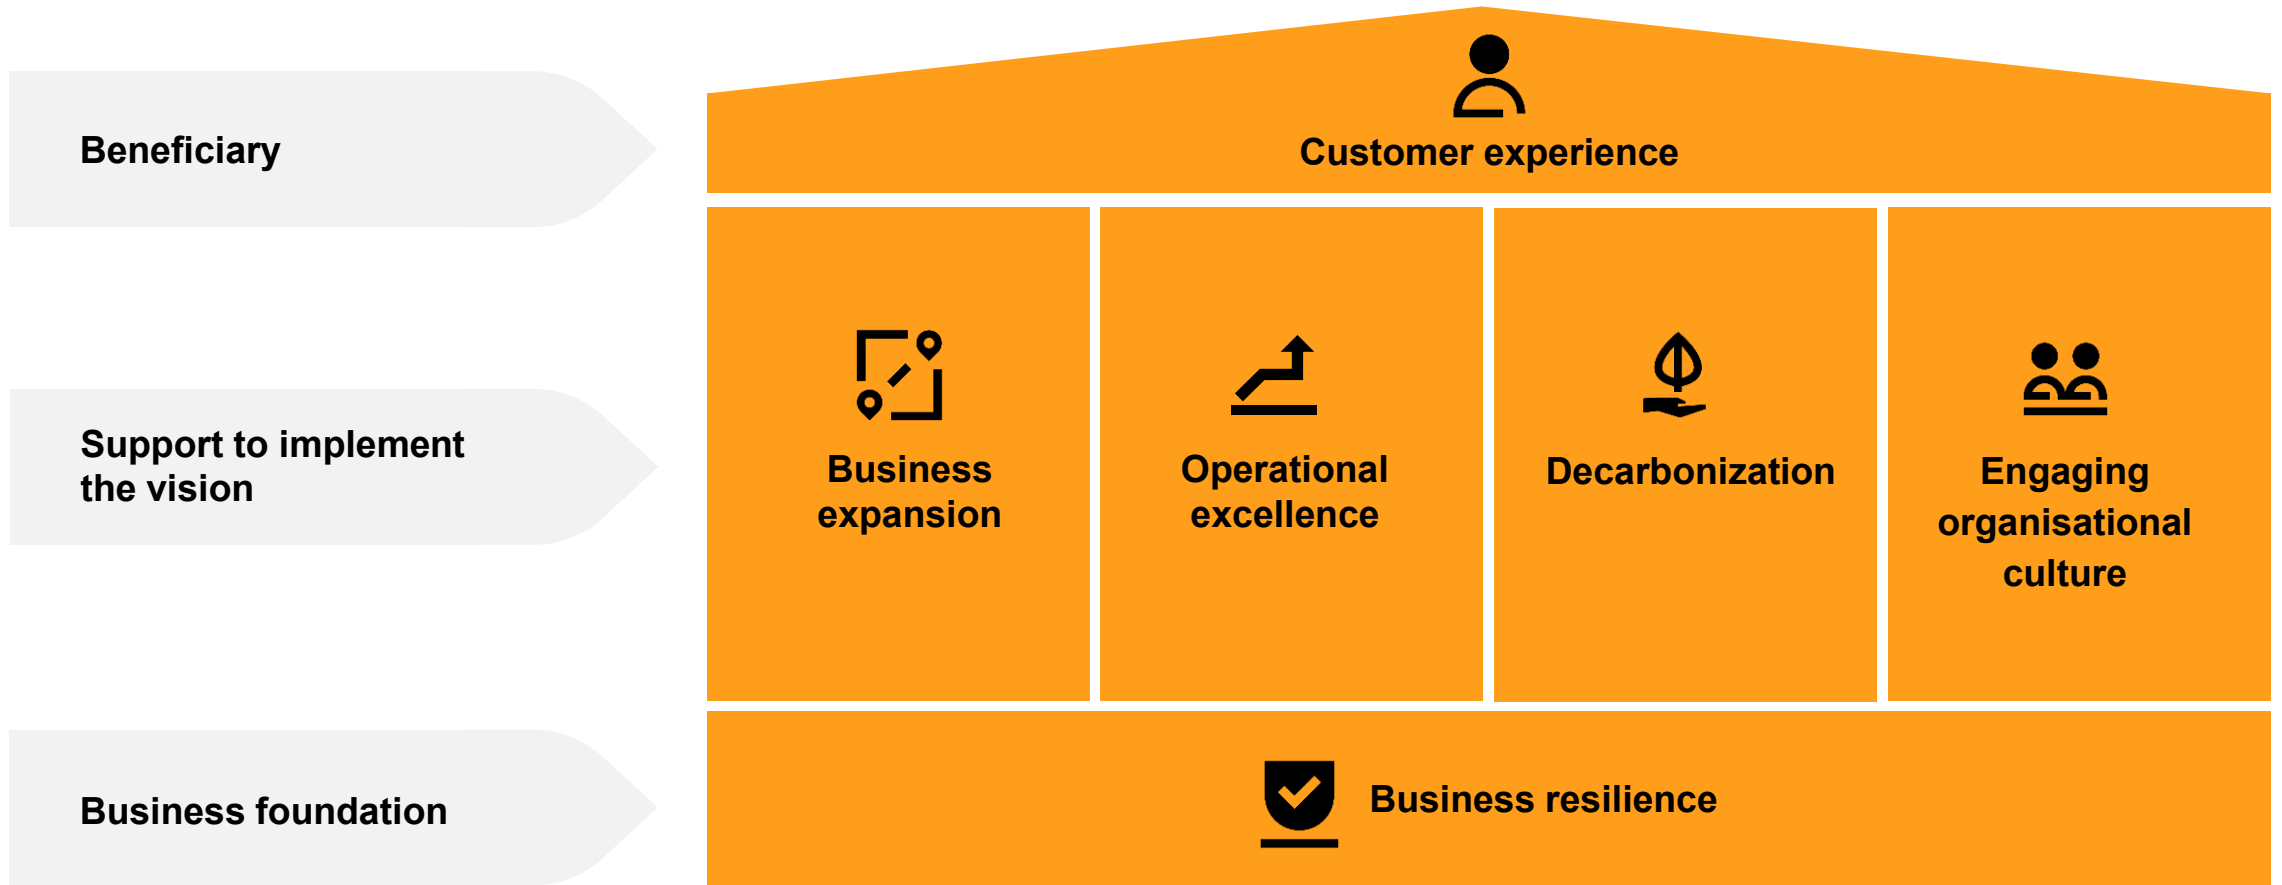 Beneficiary
Customer experience
Support to implement
the vision
Business
expansion
Operational
excellence
Decarbonization
Engaging
organisational
culture
Business foundation
Business resilience